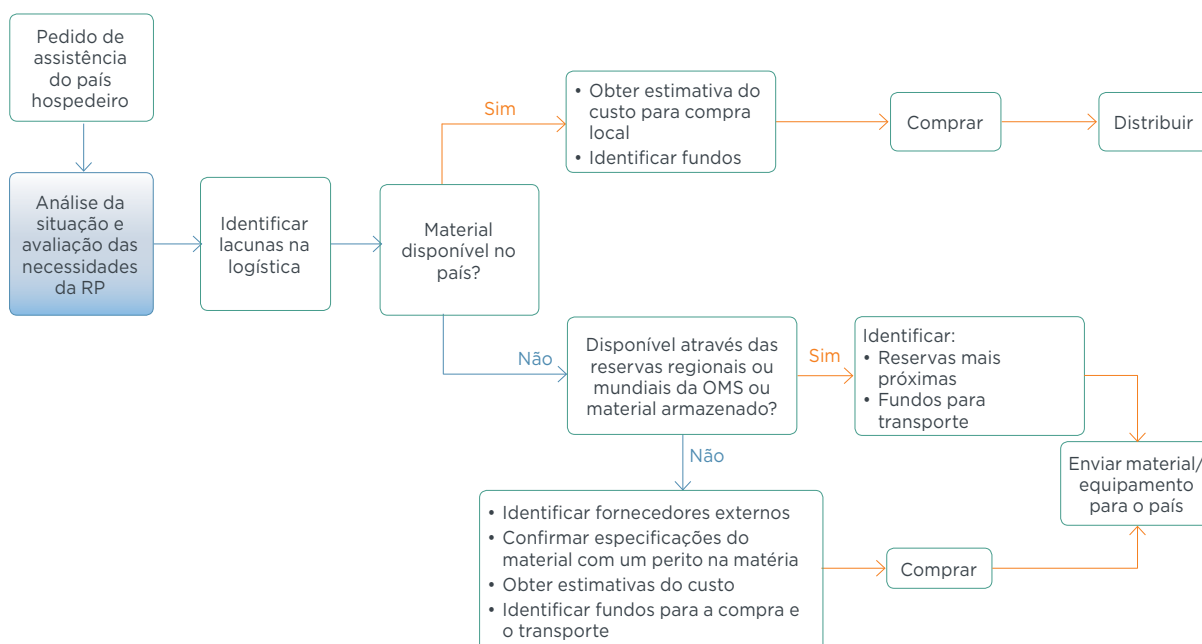 Pedido de
assistência
do país
hospedeiro
Análise da
situação e
avaliação das
necessidades
da RP
Identificar
lacunas na
logística
Material
disponível no
país?
Sim
• Obter estimativa do
custo para compra
local
• Identificar fundos
Comprar
Distribuir
Não
Disponível através das
reservas regionais ou
mundiais da OMS ou
material armazenado?
Sim
Identificar:
• Reservas mais
próximas
• Fundos para
transporte
Não
• Identificar fornecedores externos
• Confirmar especificações do
material com um perito na matéria
• Obter estimativas do custo
• Identificar fundos para a compra e
o transporte
Comprar
Enviar material/
equipamento
para o país